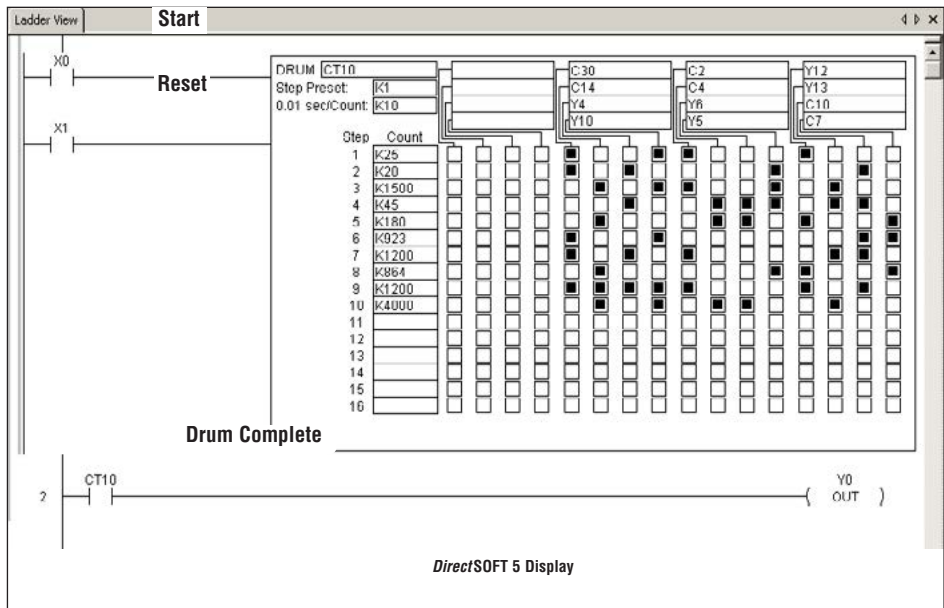 Ladder View
Start
X0
Reset
DRUM CT10
Step Preset: K1
0.01 sec/Count: K10
C30
C14
Y4
Y10
C2
C4
Y6
Y5
Y12
Y13
C10
C7
X1
Step Count
1 K25
2 K20
3 K1500
4 K45
5 K180
6 K923
7 K1200
8 K864
9 K1200
10 K4000
11
12
13
14
15
16
Drum Complete
2
CT10
Y0
( OUT )
DirectSOFT 5 Display